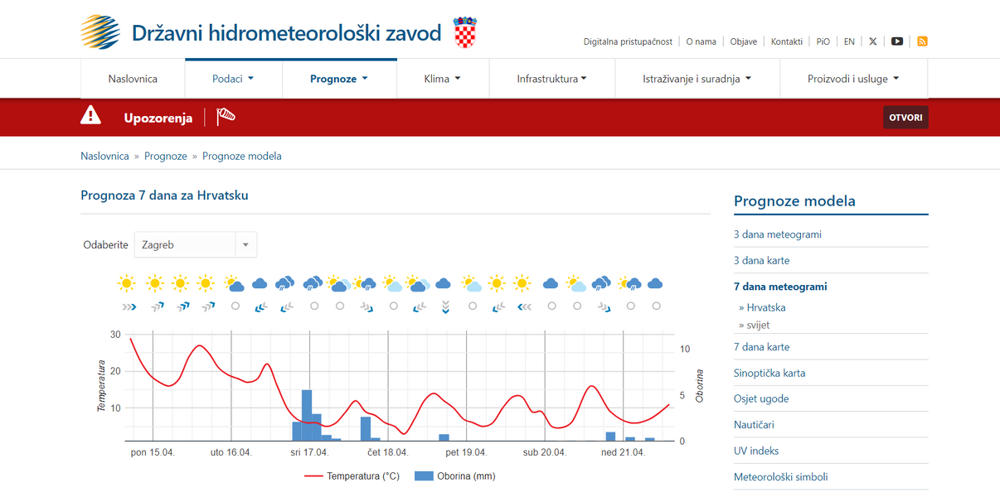 Državni hidrometeorološki zavod
Digitalna pristupačnost O nama Objave Kontakti PiO EN
Naslovnica Podaci Prognoze Klima Infrastruktura Istraživanje i suradnja Proizvodi i usluge
Upozorenja OTVORI
Naslovnica » Prognoze » Prognoze modela
Prognoza 7 dana za Hrvatsku
Odaberite Zagreb
30
20
10
Temperatura
10
5
0
Oborina
pon 15.04. uto 16.04. sri 17.04. čet 18.04. pet 19.04. sub 20.04. ned 21.04.
Temperatura (°C) Oborina (mm)
Prognoze modela
3 dana meteogrami
3 dana karte
7 dana meteogrami
» Hrvatska
» svijet
7 dana karte
Sinoptička karta
Osjet ugode
Nautičari
UV indeks
Meteorološki simboli